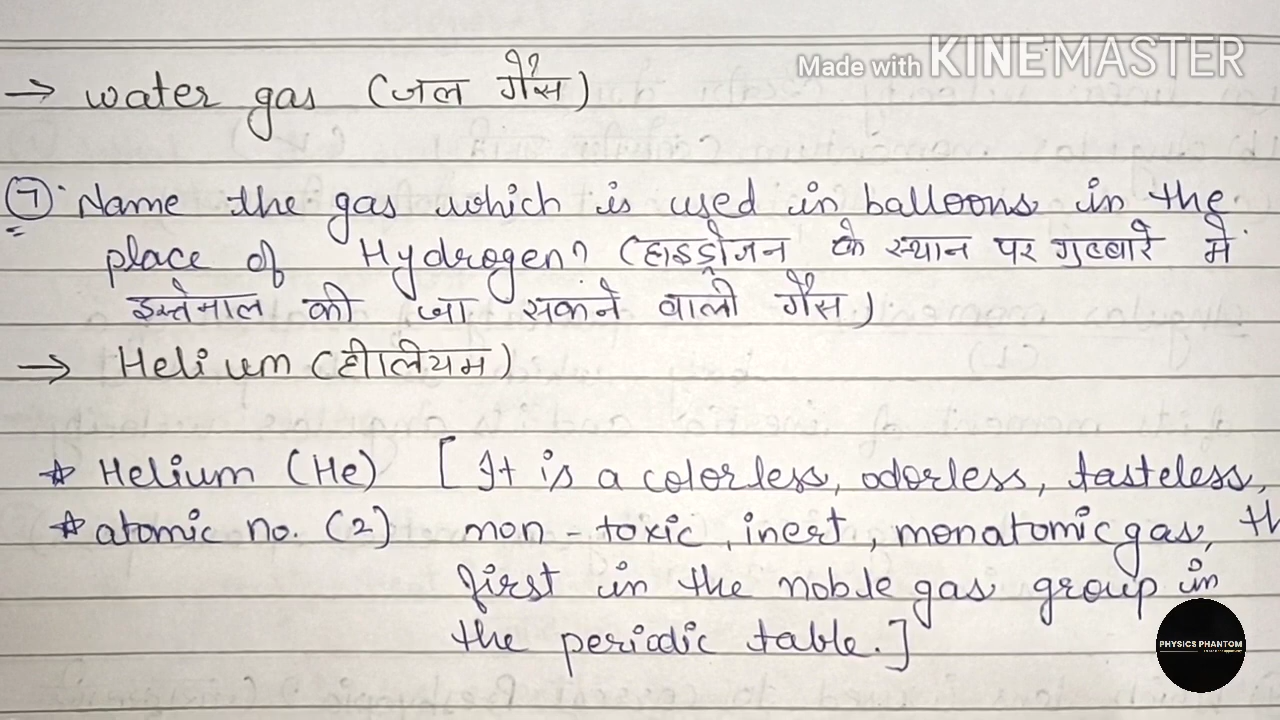 Made with KINEMASTER
→ water gas (जल गैस)
⑦ Name the gas which is used in balloons in the
place of Hydrogen? (हाइड्रोजन के स्थान पर गुब्बारे मे
इस्तेमाल की जा सकने वाली गैस)
→ Helium (हीलियम)
* Helium (He) [It is a colorless, odorless, tasteless,
* atomic no. (2) non-toxic, inert, monatomic gas, th
first in the noble gas group in
the periodic table.]
PHYSICS PHANTOM